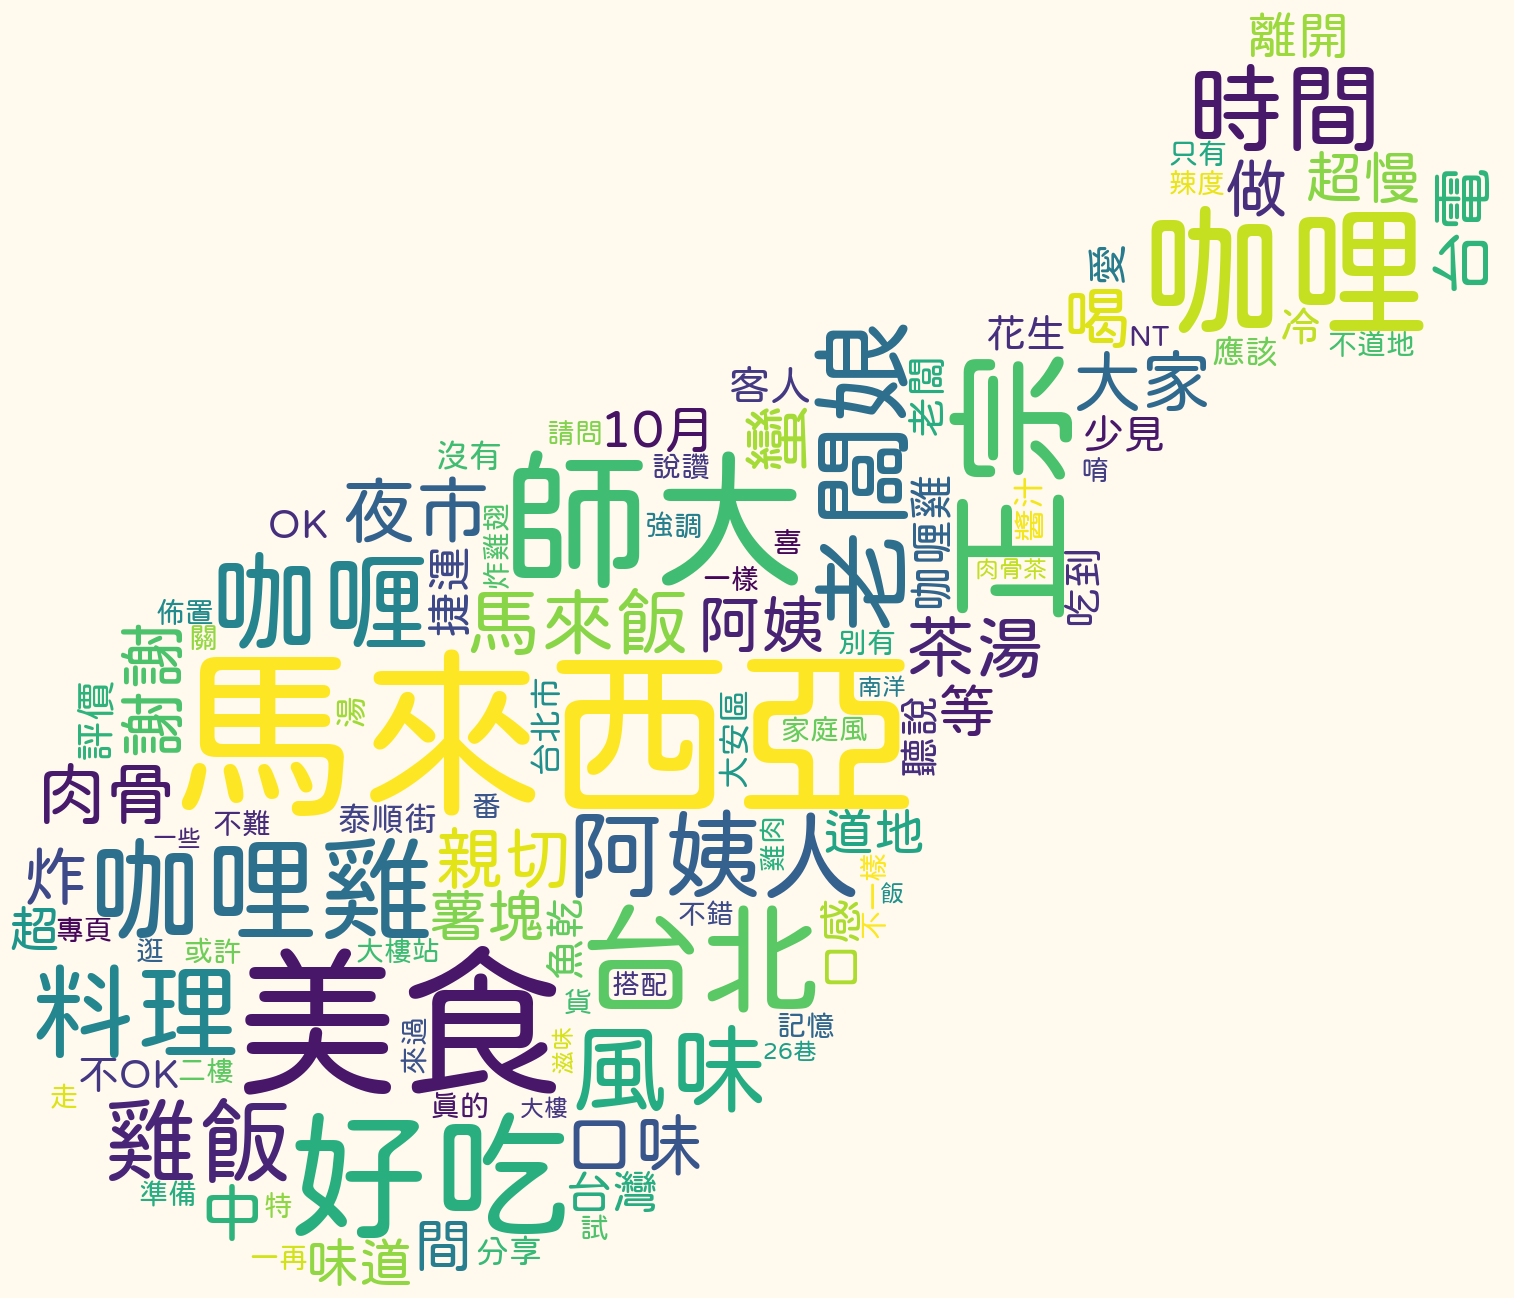 離開
時間
只有
辣度
做
超慢
台電
咖哩
愛
喝
冷
不道地
花生
NT
應該
老闆娘
老闆
正宗
大家
客人
蠻
少見
唷
請問
10月
說讚
沒有
師大
強調
喜
咖哩雞
醬汁
肉骨茶
吃到
夜市
OK
炸雞翅
一樣
咖喱
捷運
佈置
關
馬來飯
阿姨
別有
茶湯
謝謝
評價
馬來西亞
湯
台北市
大安區
家庭風
南洋
聽說
等
肉骨
不難
一些
泰順街
番
炸
咖哩雞
親切
阿姨人
雞肉
道地
不一樣
飯
超
專頁
逛
或許
大樓站
薯塊
魚乾
台北
不錯
搭配
口感
料理
美食
來過
貨
滋味
風味
記憶
26巷
不OK
二樓
走
雞飯
真的
大樓
好吃
口味
準備
中
特
台灣
試
一再
味道
間
分享